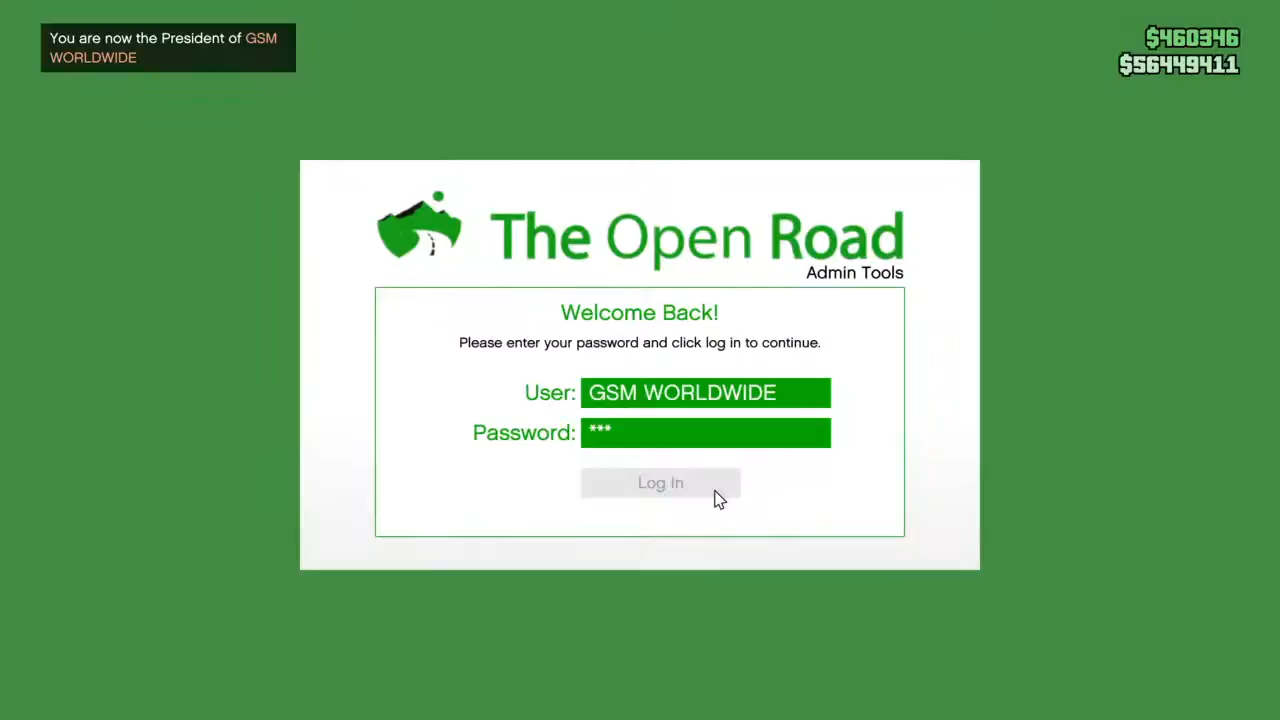 You are now the President of GSM
WORLDWIDE
$460346
$56449411
The Open Road
Admin Tools
Welcome Back!
Please enter your password and click log in to continue.
User: GSM WORLDWIDE
Password: ***
Log In